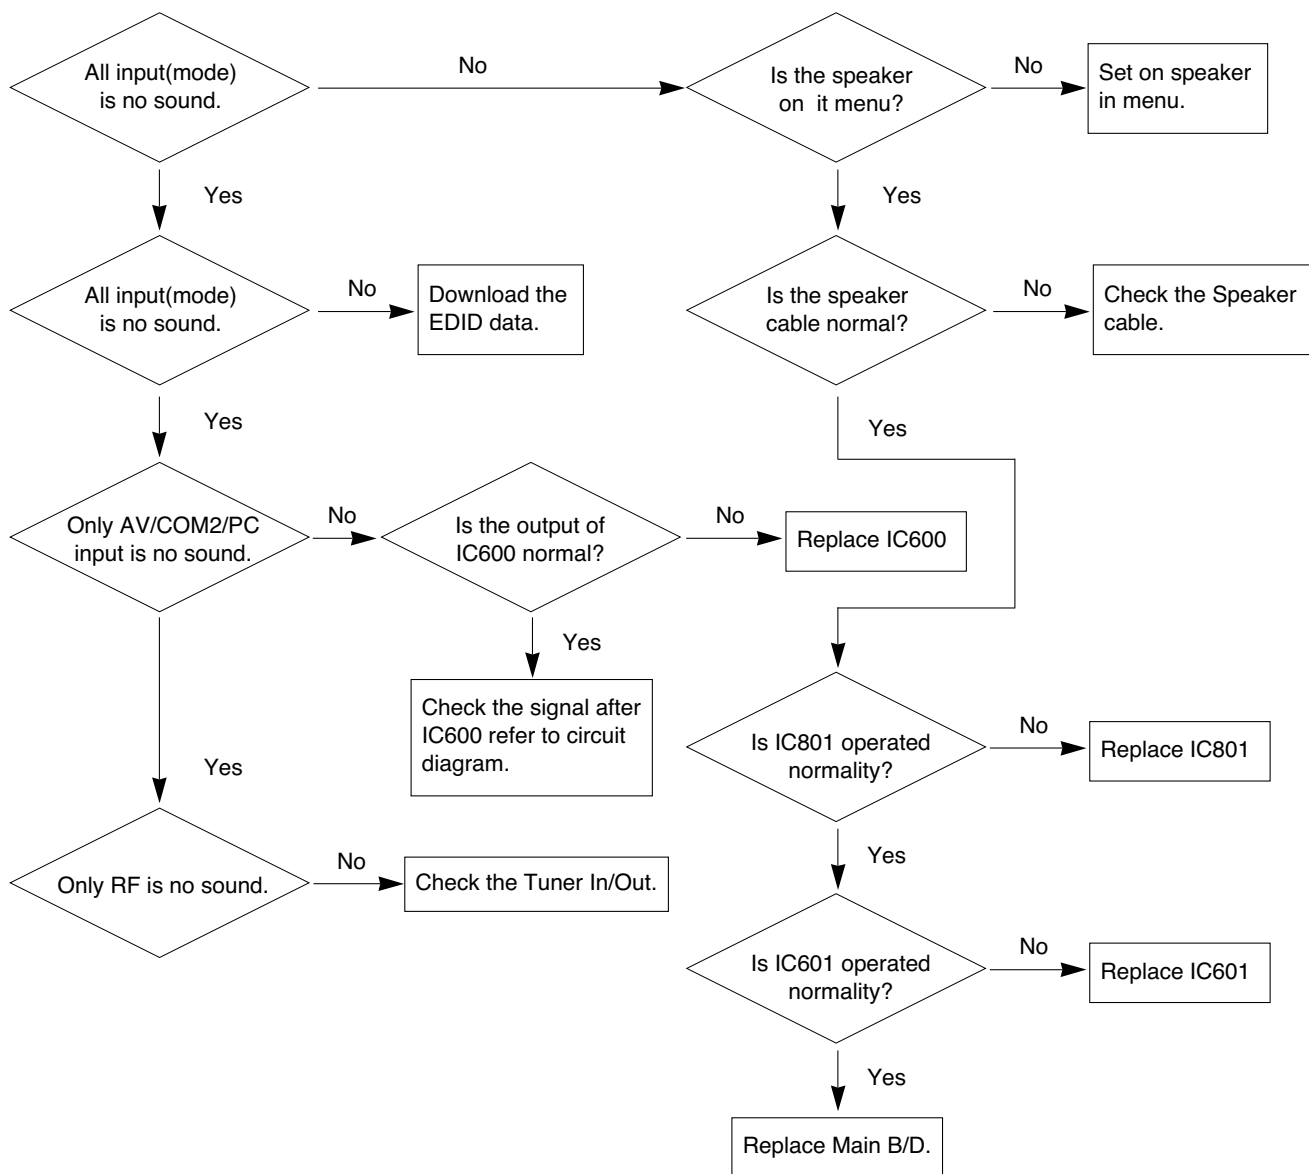 All input(mode)
is no sound.
No
Is the speaker
on it menu?
No
Set on speaker
in menu.
Yes
Yes
All input(mode)
is no sound.
No
Download the
EDID data.
Is the speaker
cable normal?
No
Check the Speaker
cable.
Yes
Yes
Only AV/COM2/PC
input is no sound.
No
Is the output of
IC600 normal?
No
Replace IC600
Yes
Check the signal after
IC600 refer to circuit
diagram.
Yes
Is IC801 operated
normality?
No
Replace IC801
Only RF is no sound.
No
Check the Tuner In/Out.
Yes
Is IC601 operated
normality?
No
Replace IC601
Yes
Replace Main B/D.